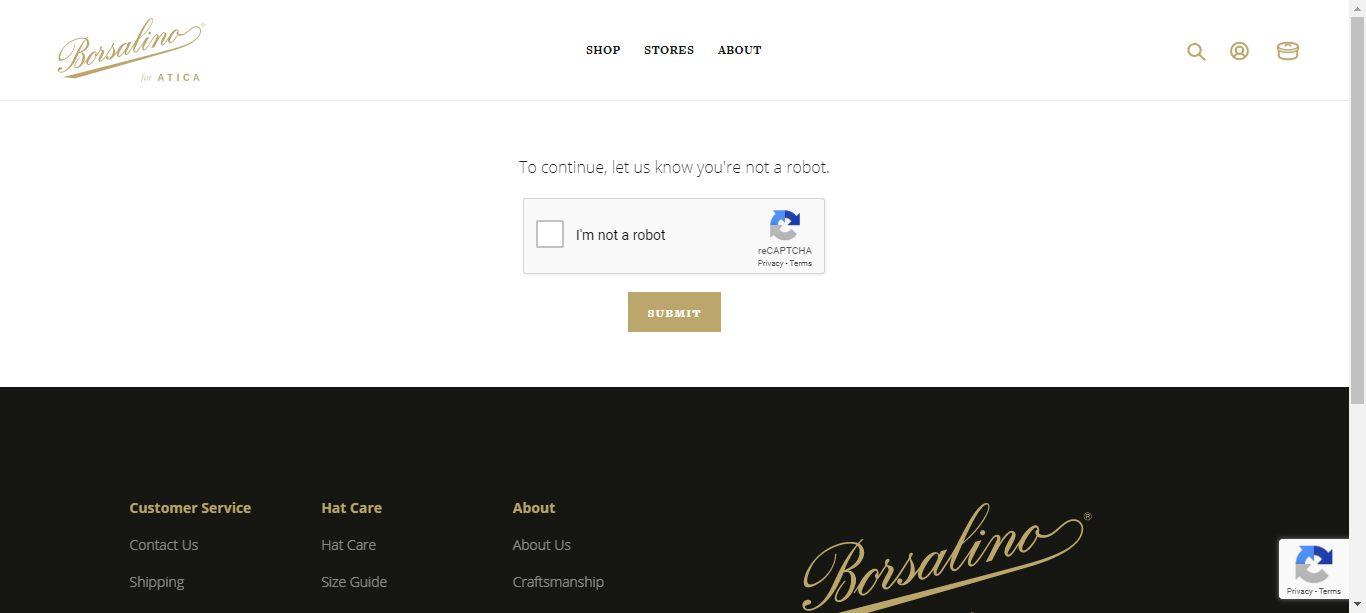 Borsalino®
for ATICA
SHOP STORES ABOUT
To continue, let us know you're not a robot.
I'm not a robot
reCAPTCHA
Privacy - Terms
SUBMIT
Customer Service Hat Care About
Contact Us Hat Care About Us
Shipping Size Guide Craftsmanship
Borsalino®
Privacy - Terms